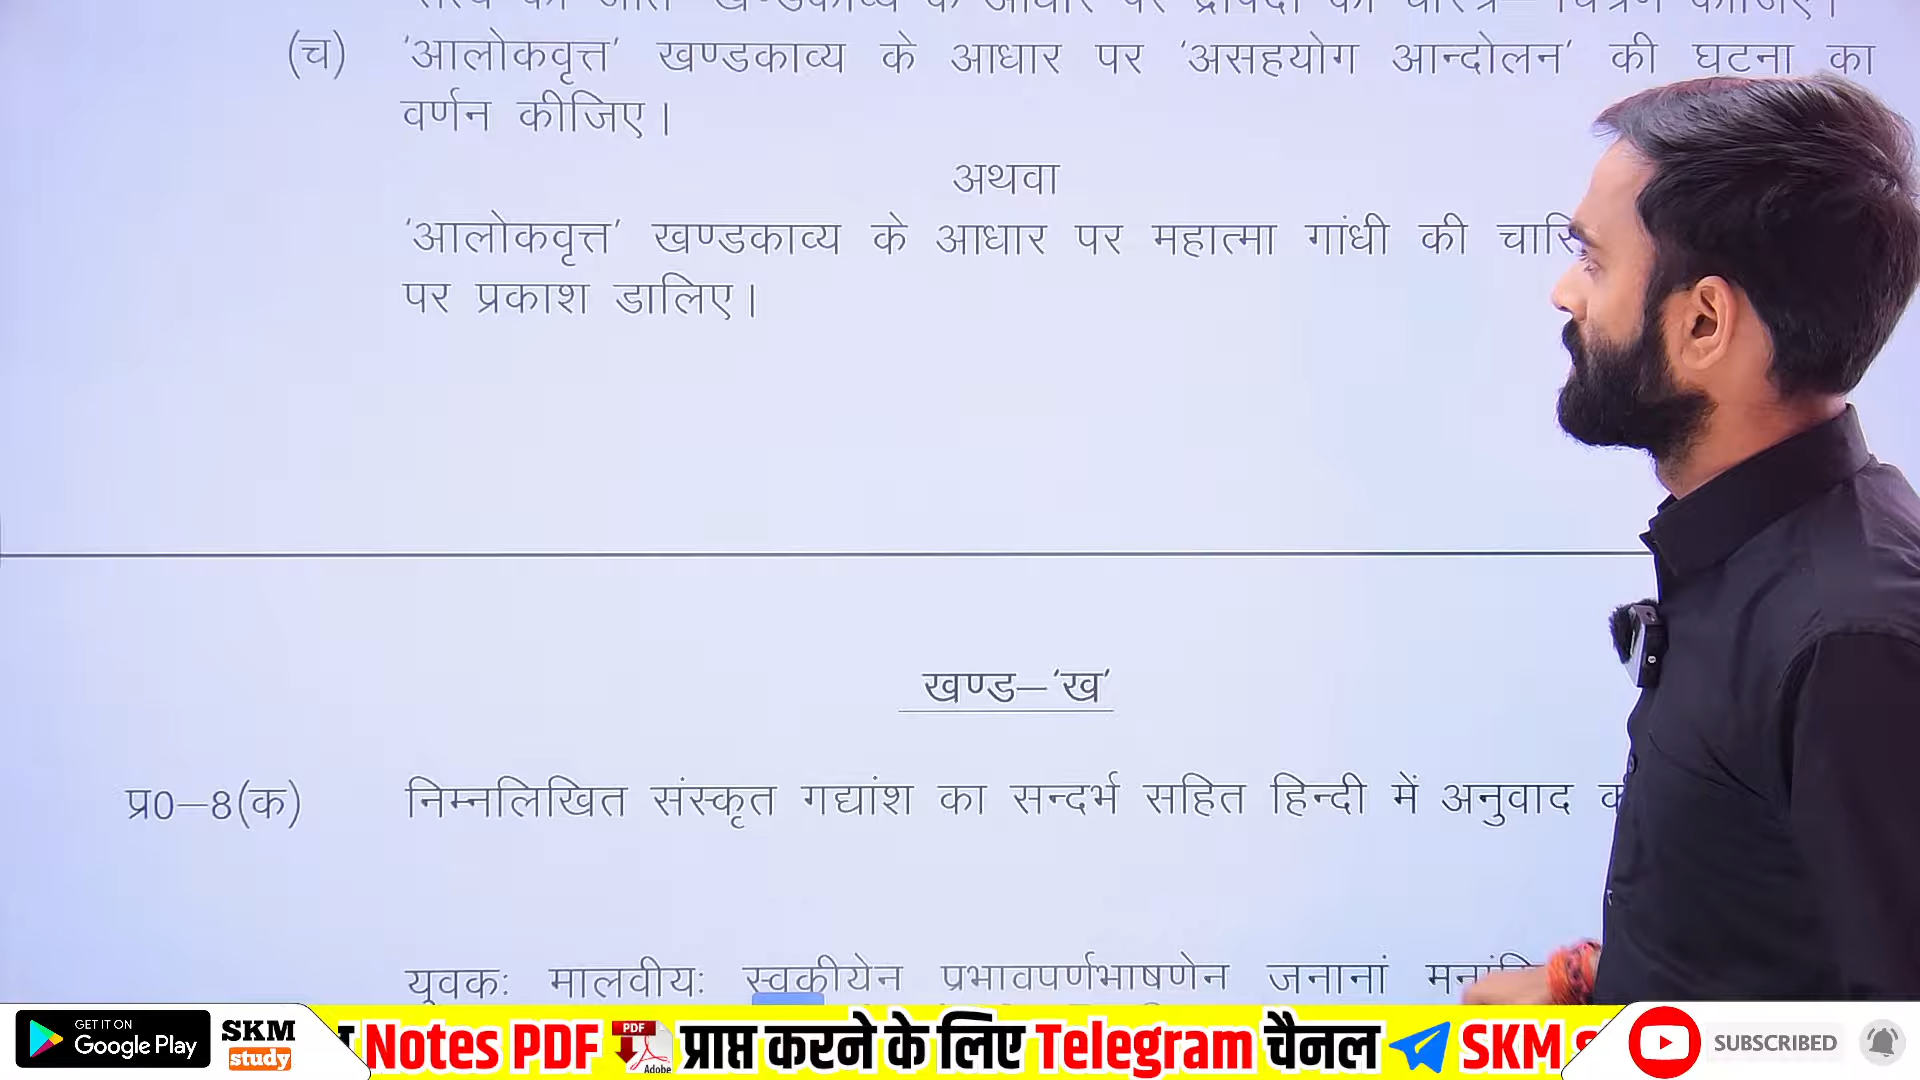 (च) 'आलोकवृत्त' खण्डकाव्य के आधार पर 'असहयोग आन्दोलन' की घटना का
वर्णन कीजिए।
अथवा
'आलोकवृत्त' खण्डकाव्य के आधार पर महात्मा गांधी की
पर प्रकाश डालिए।
खण्ड–'ख'
प्र0–8(क) निम्नलिखित संस्कृत गद्यांश का सन्दर्भ सहित हिन्दी में अनुवाद
युवकः मालवीयः स्वकीयेन प्रभावपूर्णभाषणेन जनानां
GET IT ON
Google Play
SKM
study
Notes PDF
PDF
Adobe
प्राप्त करने के लिए Telegram चैनल
SKM
SUBSCRIBED